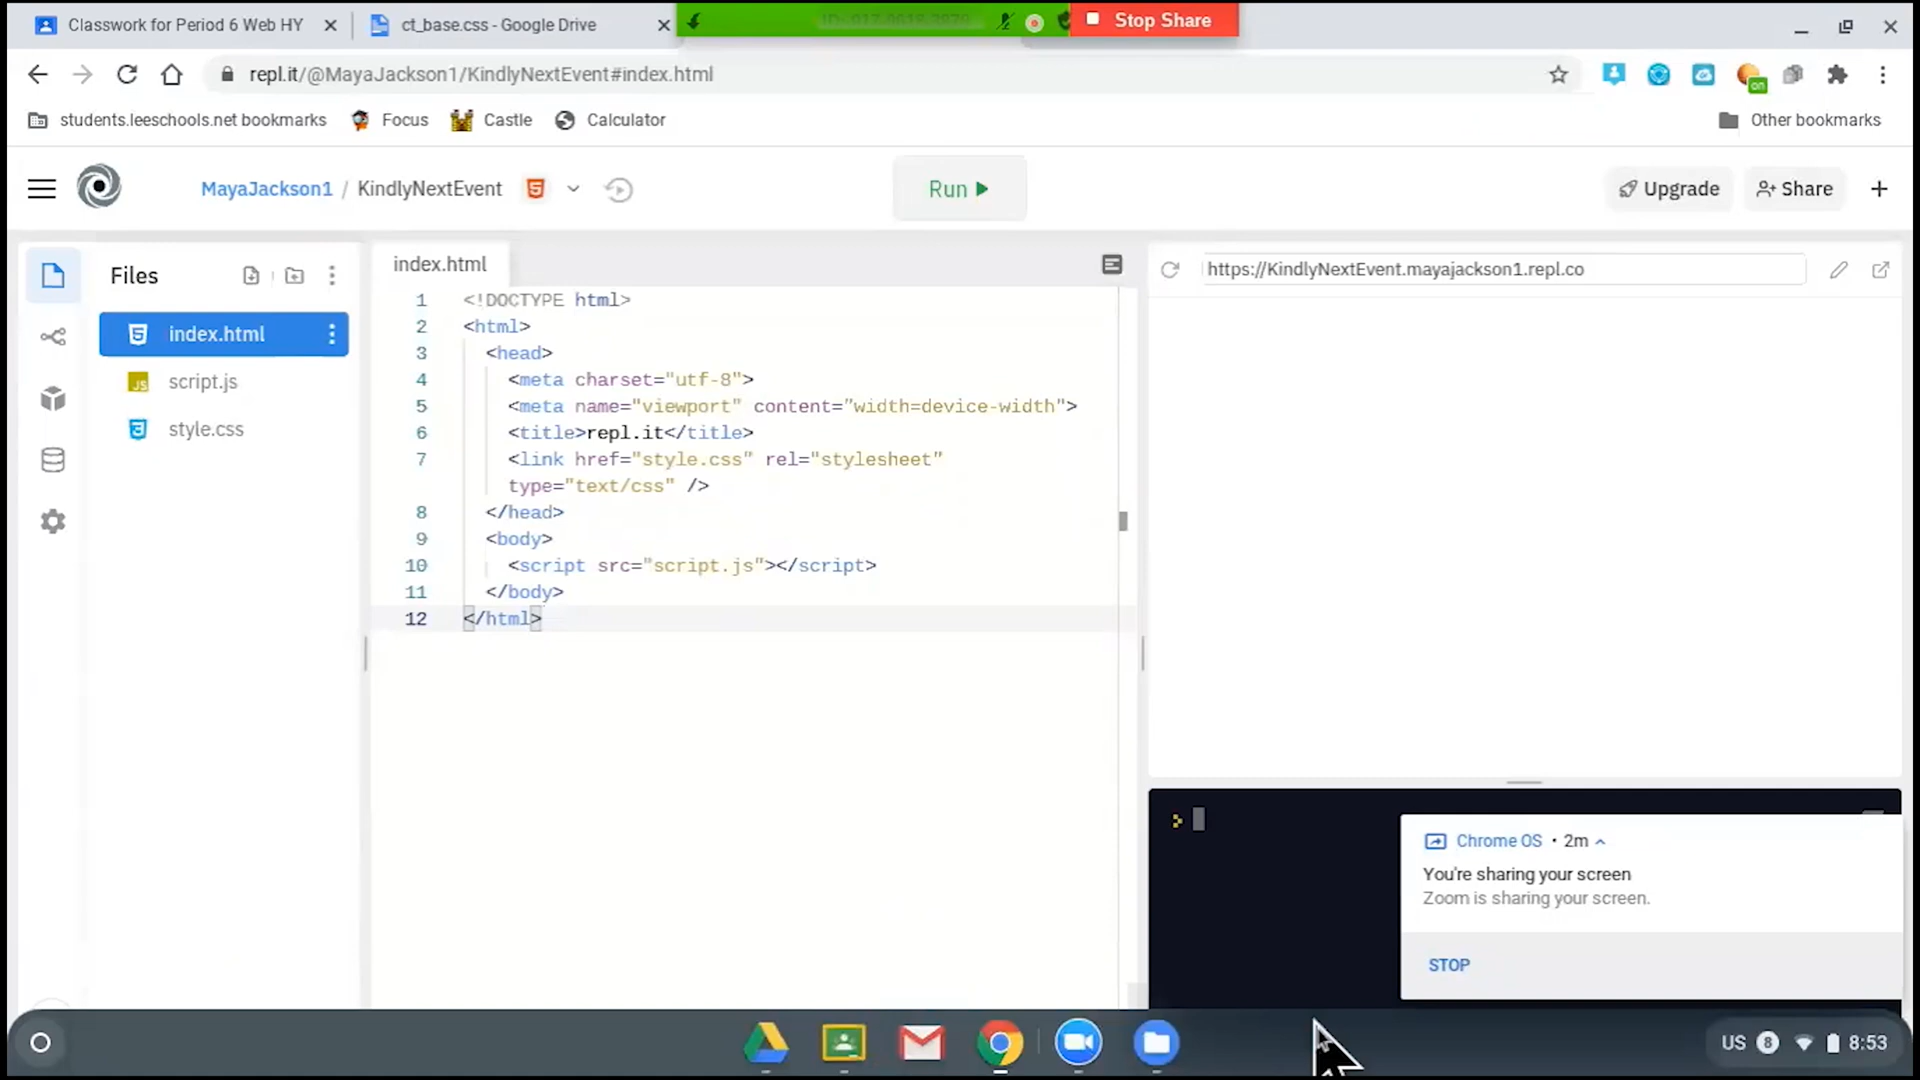 Classwork for Period 6 Web HY
ct_base.css - Google Drive
Stop Share
repl.it/@MayaJackson1/KindlyNextEvent#index.html
on
students.leeschools.net bookmarks
Focus
Castle
Calculator
Other bookmarks
MayaJackson1 / KindlyNextEvent
Run
Upgrade
Share
Files
index.html
script.js
style.css
index.html
1 <!DOCTYPE html>
2 <html>
3 <head>
4 <meta charset="utf-8">
5 <meta name="viewport" content="width=device-width">
6 <title>repl.it</title>
7 <link href="style.css" rel="stylesheet"
type="text/css" />
8 </head>
9 <body>
10 <script src="script.js"></script>
11 </body>
12 </html>
https://KindlyNextEvent.mayajackson1.repl.co
Chrome OS • 2m
You're sharing your screen
Zoom is sharing your screen.
STOP
US 8 8:53